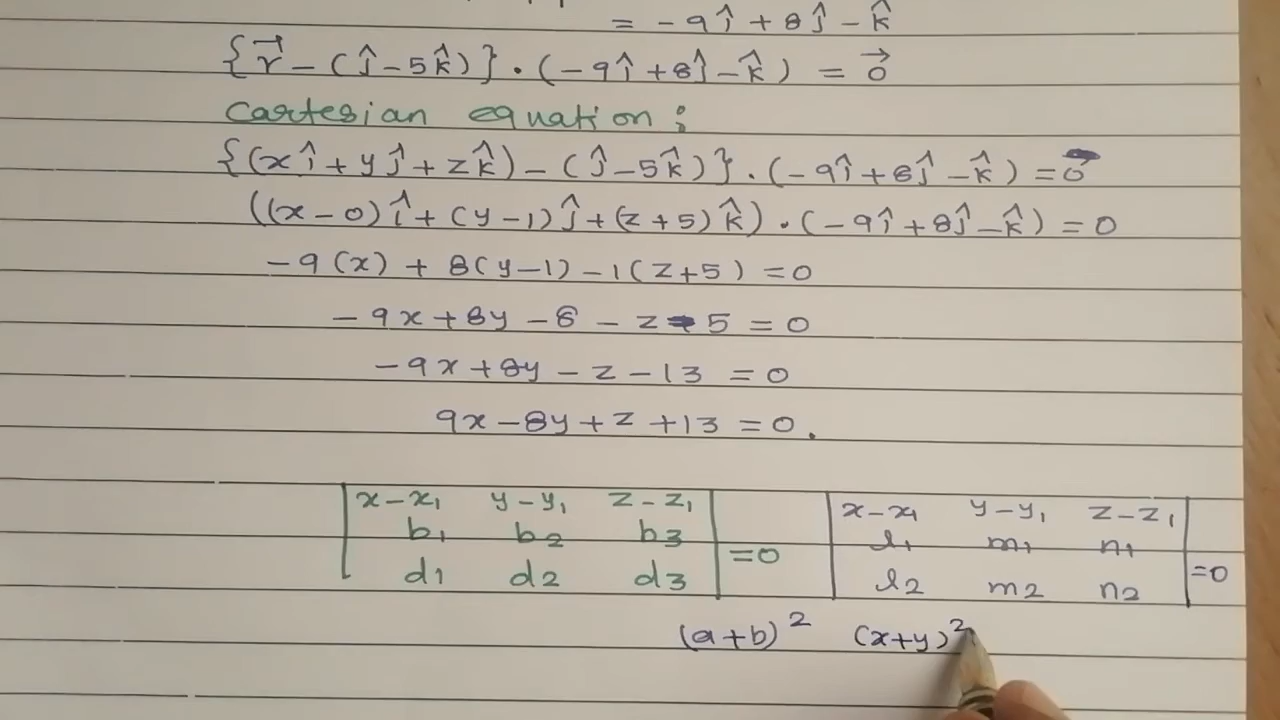 = -9î + 8ĵ - k̂
{r⃗ - (ĵ - 5k̂)} · (-9î + 8ĵ - k̂) = 0⃗
Cartesian equation :
{(xî + yĵ + zk̂) - (ĵ - 5k̂)} · (-9î + 8ĵ - k̂) = 0
((x - 0)î + (y - 1)ĵ + (z + 5)k̂) · (-9î + 8ĵ - k̂) = 0
-9(x) + 8(y-1) - 1(z+5) = 0
-9x + 8y - 8 - z - 5 = 0
-9x + 8y - z - 13 = 0
9x - 8y + z + 13 = 0.
| x-x₁ y-y₁ z-z₁ | | x-x₁ y-y₁ z-z₁ |
| b₁ b₂ b₃ | = 0 | l₁ m₁ n₁ | = 0
| d₁ d₂ d₃ | | l₂ m₂ n₂ |
(a+b)² (x+y)²